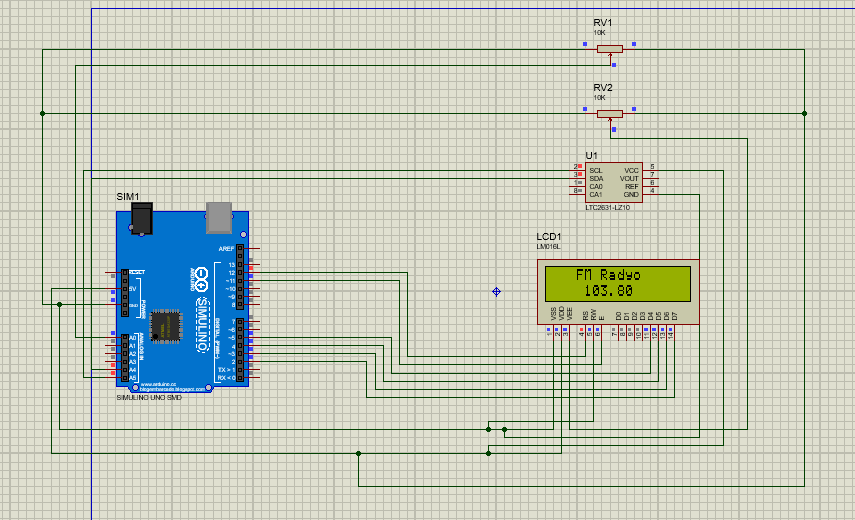 RV1
10K
RV2
10K
U1
2 SCL VCC 5
3 SDA VOUT 7
1 CA0 REF 6
8 CA1 GND 4
LTC2631-LZ10
SIM1
LCD1
LM016L
FM Radyo
103.80
VSS VDD VEE RS RW E D0 D1 D2 D3 D4 D5 D6 D7
1 2 3 4 5 6 7 8 9 10 11 12 13 14
AREF
13
12
~11
~10
~9
8
7
~6
~5
4
~3
2
TX > 1
RX < 0
RESET
5V
GND
POWER
A0
A1
A2
A3
A4
A5
ANALOG IN
ARDUINO
SIMULINO
DIGITAL (PWM~)
www.arduino.cc
blogembarcado.blogspot.com
SIMULINO UNO SMD